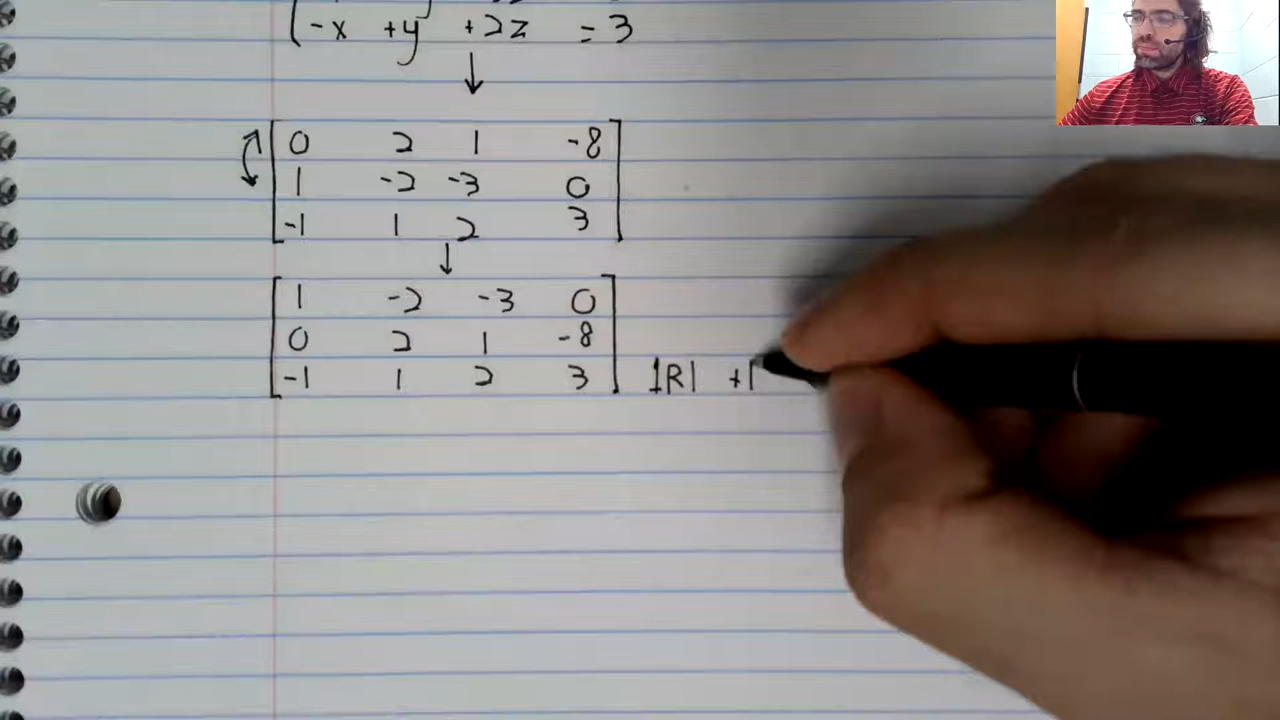 -x +y +2z = 3
0 2 1 -8
1 -2 -3 0
-1 1 2 3
1 -2 -3 0
0 2 1 -8
-1 1 2 3 1R1 +